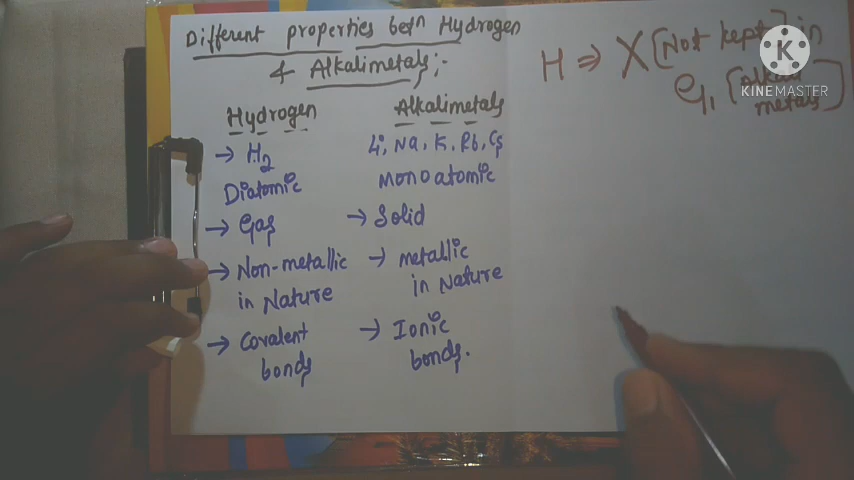 Different properties betn Hydrogen
& Alkalimetals:-
Hydrogen
Alkalimetals
→ H2
Li, Na, K, Rb, Cs
Diatomic
Monoatomic
→ Gas
→ Solid
→ Non-metallic
in Nature
→ metallic
in Nature
→ Covalent
bonds
→ Ionic
bonds.
H ⇒ X [Not kept] in
G1 [Alkali
metals]
KINEMASTER